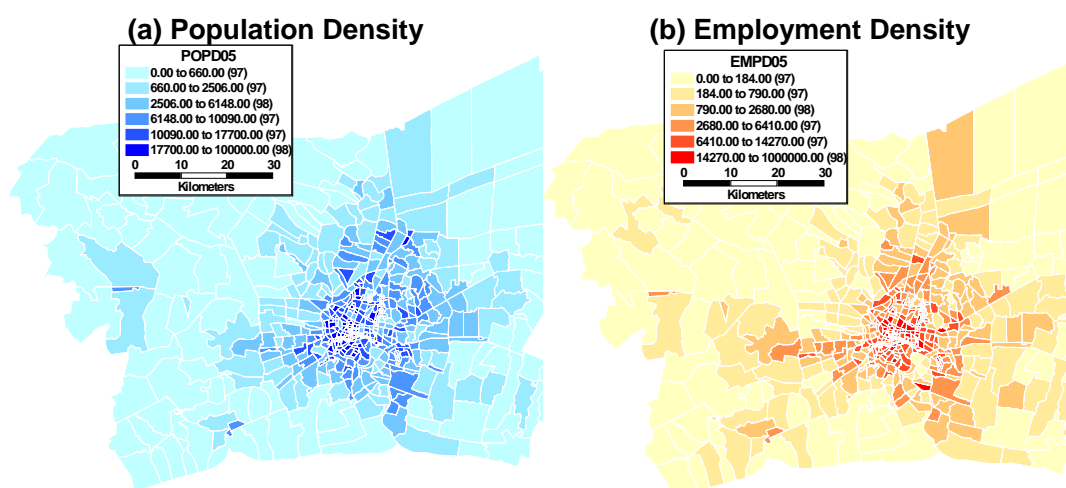 (a) Population Density
POPD05
0.00 to 660.00 (97)
660.00 to 2506.00 (97)
2506.00 to 6148.00 (98)
6148.00 to 10090.00 (97)
10090.00 to 17700.00 (97)
17700.00 to 100000.00 (98)
0 10 20 30
Kilometers
(b) Employment Density
EMPD05
0.00 to 184.00 (97)
184.00 to 790.00 (97)
790.00 to 2680.00 (98)
2680.00 to 6410.00 (97)
6410.00 to 14270.00 (97)
14270.00 to 1000000.00 (98)
0 10 20 30
Kilometers